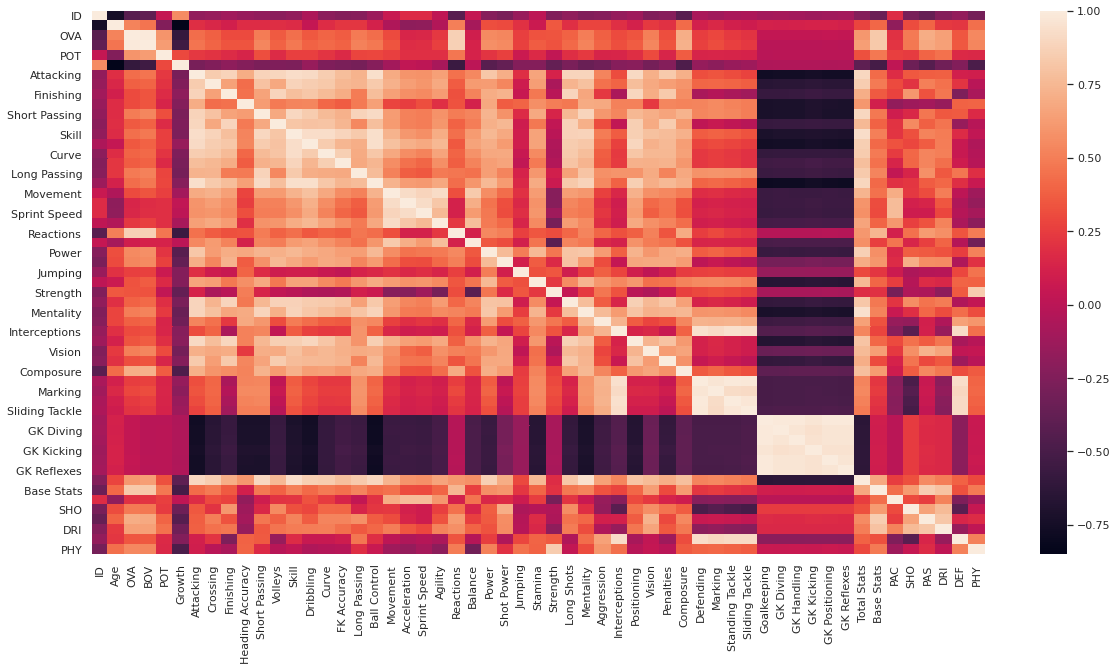 ID
OVA
POT
Attacking
Finishing
Short Passing
Skill
Curve
Long Passing
Movement
Sprint Speed
Reactions
Power
Jumping
Strength
Mentality
Interceptions
Vision
Composure
Marking
Sliding Tackle
GK Diving
GK Kicking
GK Reflexes
Base Stats
SHO
DRI
PHY
ID
Age
OVA
BOV
POT
Growth
Attacking
Crossing
Finishing
Heading Accuracy
Short Passing
Volleys
Skill
Dribbling
Curve
FK Accuracy
Long Passing
Ball Control
Movement
Acceleration
Sprint Speed
Agility
Reactions
Balance
Power
Shot Power
Jumping
Stamina
Strength
Long Shots
Mentality
Aggression
Interceptions
Positioning
Vision
Penalties
Composure
Defending
Marking
Standing Tackle
Sliding Tackle
Goalkeeping
GK Diving
GK Handling
GK Kicking
GK Positioning
GK Reflexes
Total Stats
Base Stats
PAC
SHO
PAS
DRI
DEF
PHY
1.00
0.75
0.50
0.25
0.00
−0.25
−0.50
−0.75